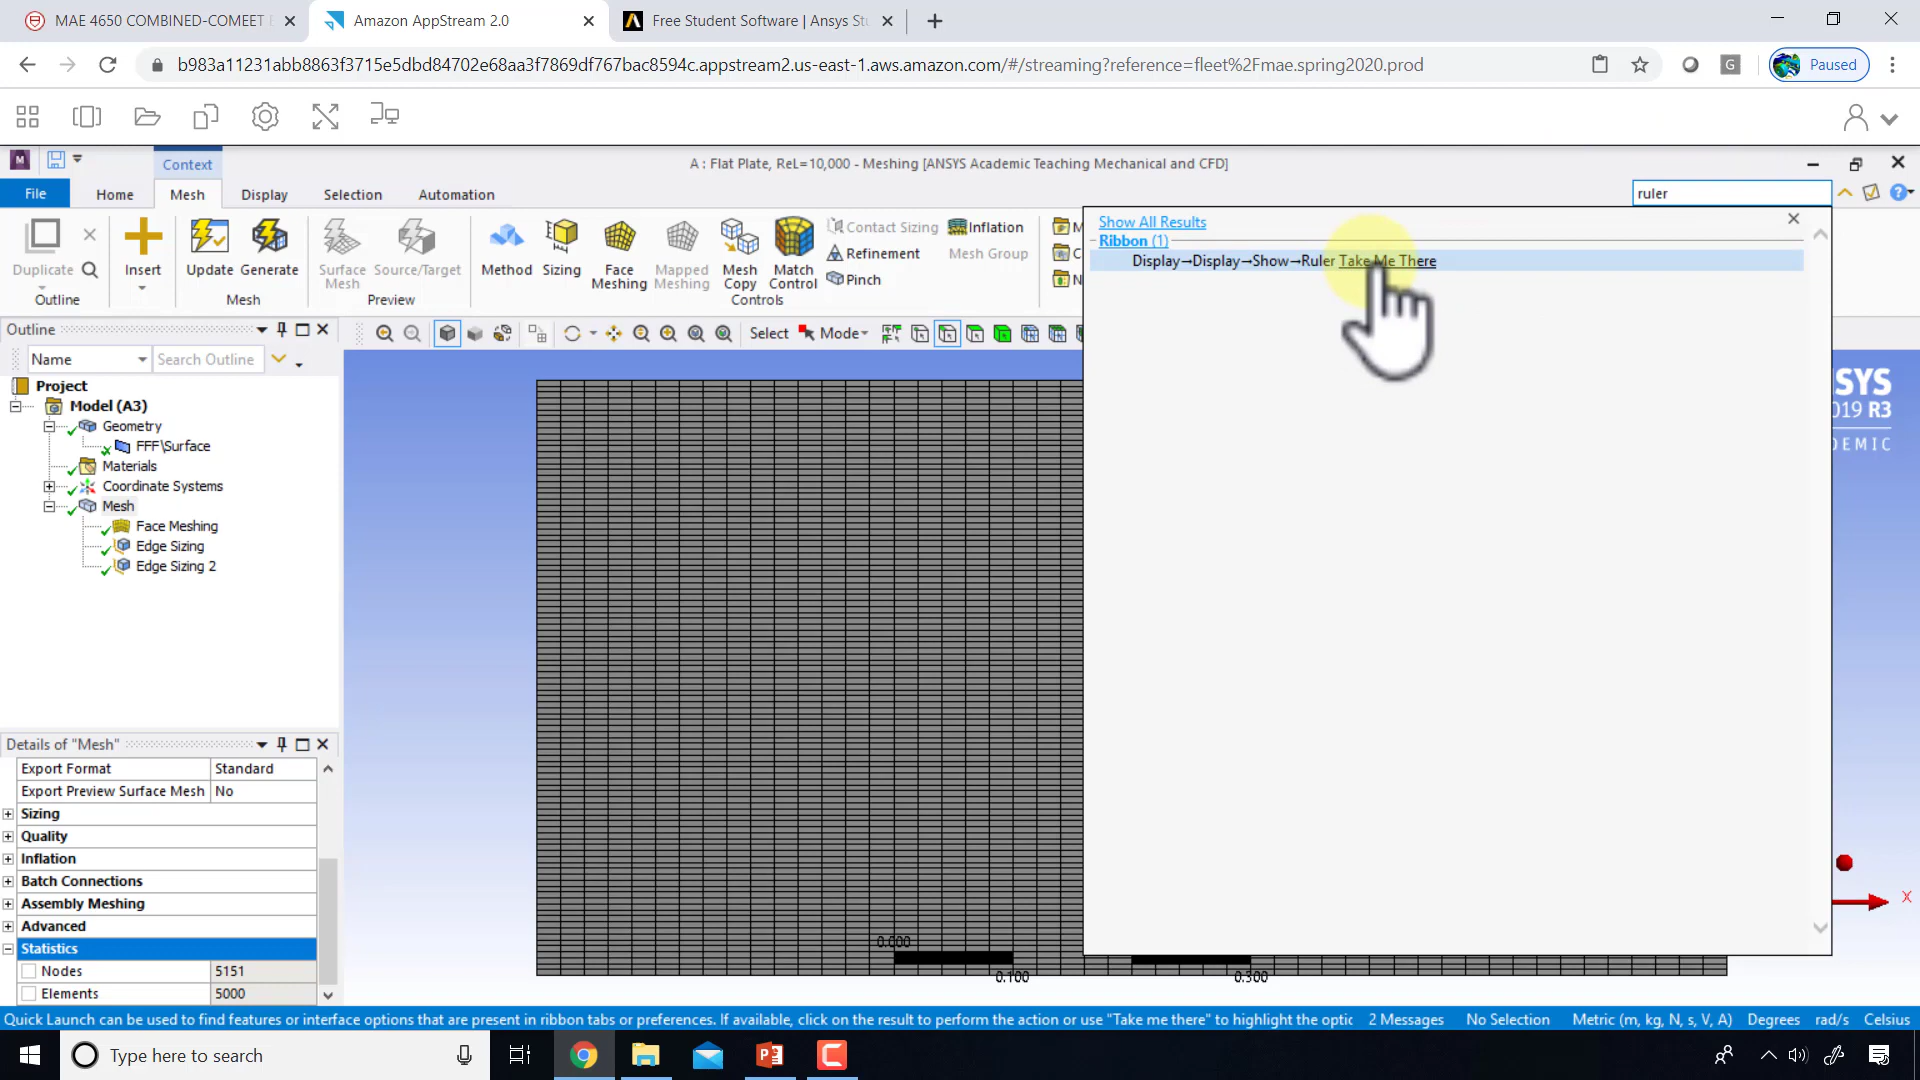 MAE 4650 COMBINED-COMEET
Amazon AppStream 2.0
Free Student Software | Ansys
b983a11231abb8863f3715e5dbd84702e68aa3f7869df767bac8594c.appstream2.us-east-1.aws.amazon.com/#/streaming?reference=fleet%2Fmae.spring2020.prod
G
Paused
M
Context
A : Flat Plate, ReL=10,000 - Meshing [ANSYS Academic Teaching Mechanical and CFD]
File
Home
Mesh
Display
Selection
Automation
ruler
Show All Results
Ribbon (1)
Display→Display→Show→Ruler Take Me There
Duplicate
Outline
Insert
Update
Generate
Mesh
Surface
Mesh
Source/Target
Preview
Method
Sizing
Face
Meshing
Mapped
Meshing
Mesh
Copy
Match
Control
Contact Sizing
Refinement
Pinch
Inflation
Mesh Group
Controls
M
C
N
Outline
Name
Search Outline
Select
Mode
Project
Model (A3)
Geometry
FFF\Surface
Materials
Coordinate Systems
Mesh
Face Meshing
Edge Sizing
Edge Sizing 2
SYS
019 R3
DEMIC
X
0.000
0.100
0.300
Details of "Mesh"
Export Format Standard
Export Preview Surface Mesh No
Sizing
Quality
Inflation
Batch Connections
Assembly Meshing
Advanced
Statistics
Nodes 5151
Elements 5000
Quick Launch can be used to find features or interface options that are present in ribbon tabs or preferences. If available, click on the result to perform the action or use "Take me there" to highlight the optic
2 Messages
No Selection
Metric (m, kg, N, s, V, A)
Degrees
rad/s
Celsius
Type here to search